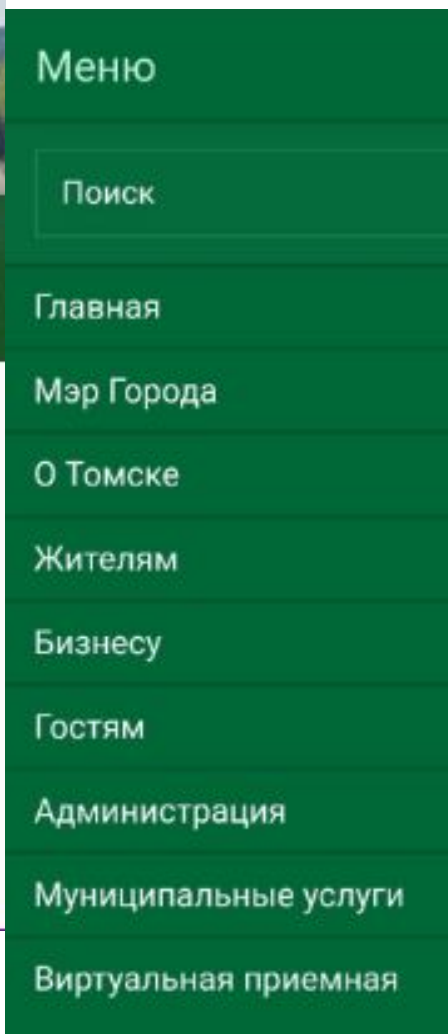 Меню
Поиск
Главная
Мэр Города
О Томске
Жителям
Бизнесу
Гостям
Администрация
Муниципальные услуги
Виртуальная приемная